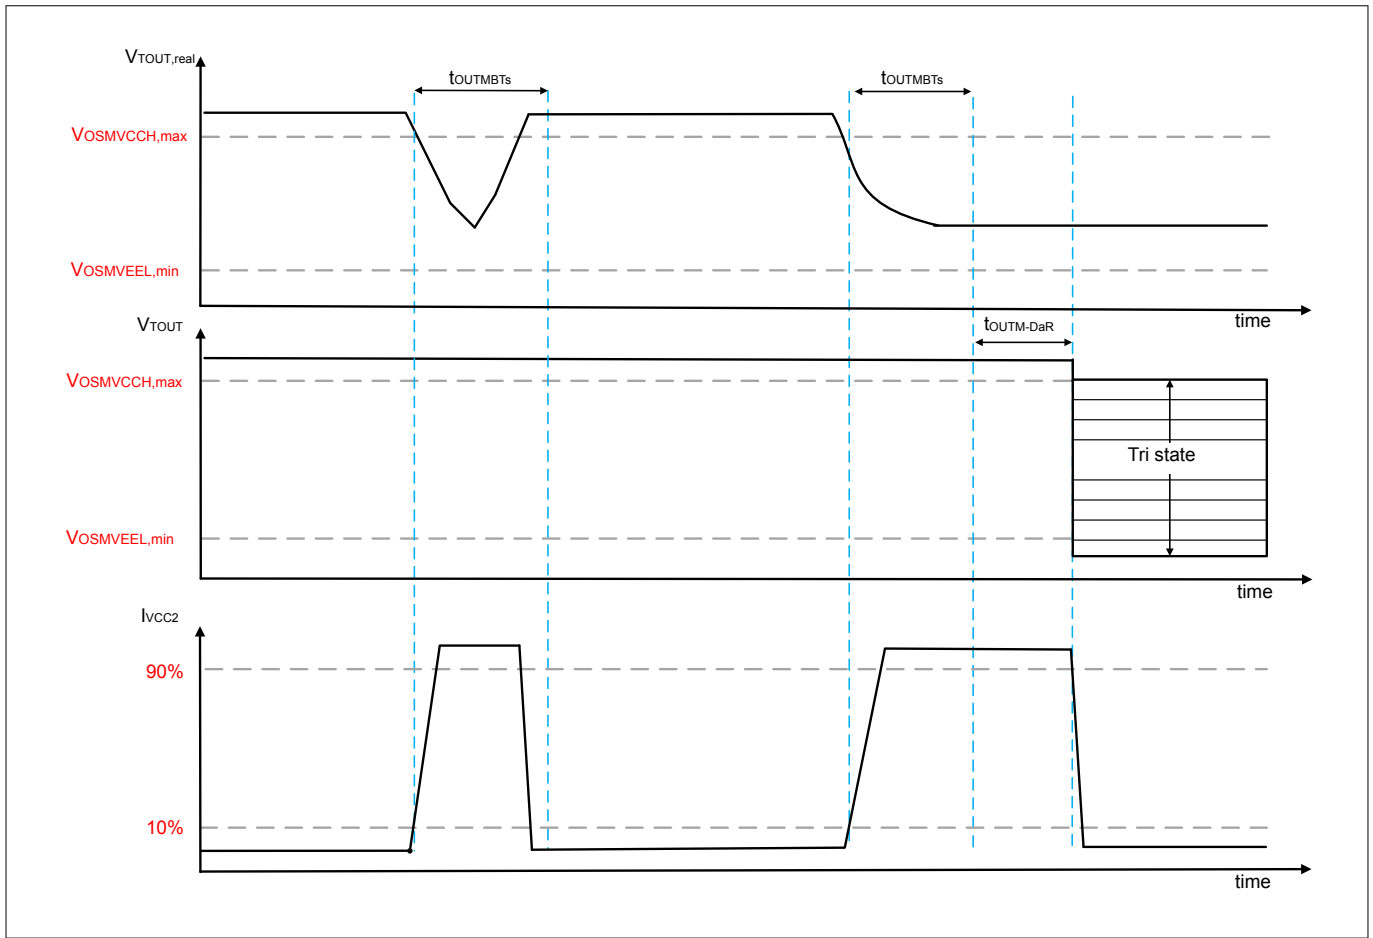 VTOUT,real
tOUTMBTs
tOUTMBTs
VOSMVCCH,max
VOSMVEEL,min
time
VTOUT
tOUTM-DaR
VOSMVCCH,max
Tri state
VOSMVEEL,min
time
IVCC2
90%
10%
time